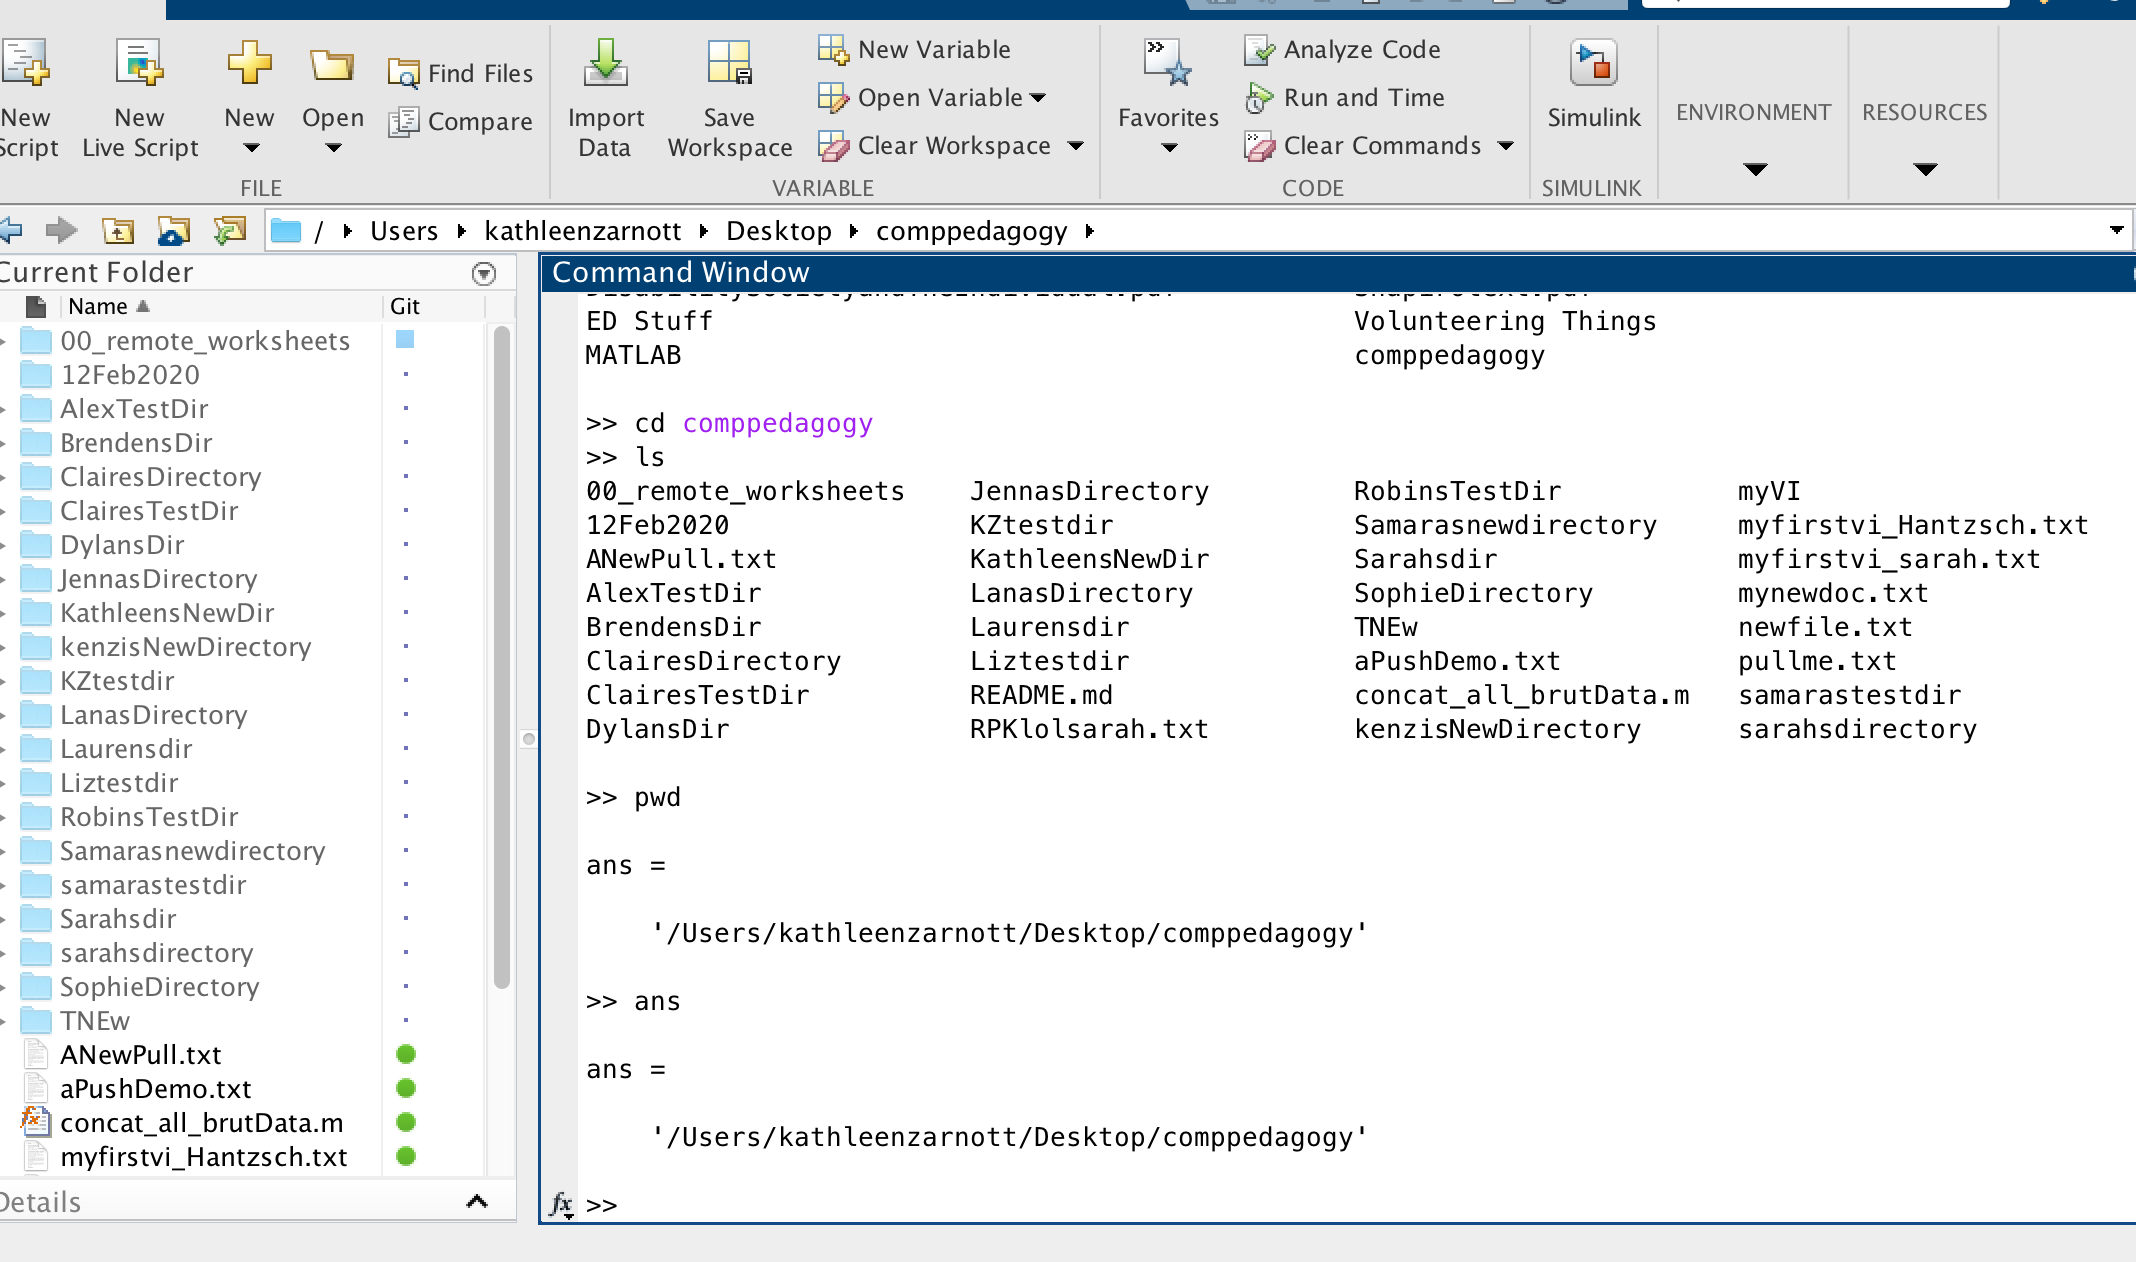 New Script
New Live Script
New
Open
Find Files
Compare
FILE
Import Data
Save Workspace
New Variable
Open Variable
Clear Workspace
VARIABLE
Favorites
Analyze Code
Run and Time
Clear Commands
CODE
Simulink
SIMULINK
ENVIRONMENT
RESOURCES
/ Users kathleenzarnott Desktop comppedagogy
Current Folder
Name Git
00_remote_worksheets
12Feb2020
AlexTestDir
BrendensDir
ClairesDirectory
ClairesTestDir
DylansDir
JennasDirectory
KathleensNewDir
kenzisNewDirectory
KZtestdir
LanasDirectory
Laurensdir
Liztestdir
RobinsTestDir
Samarasnewdirectory
samarastestdir
Sarahsdir
sarahsdirectory
SophieDirectory
TNEw
ANewPull.txt
aPushDemo.txt
concat_all_brutData.m
myfirstvi_Hantzsch.txt
Details
Command Window
ED Stuff Volunteering Things
MATLAB comppedagogy
>> cd comppedagogy
>> ls
00_remote_worksheets JennasDirectory RobinsTestDir myVI
12Feb2020 KZtestdir Samarasnewdirectory myfirstvi_Hantzsch.txt
ANewPull.txt KathleensNewDir Sarahsdir myfirstvi_sarah.txt
AlexTestDir LanasDirectory SophieDirectory mynewdoc.txt
BrendensDir Laurensdir TNEw newfile.txt
ClairesDirectory Liztestdir aPushDemo.txt pullme.txt
ClairesTestDir README.md concat_all_brutData.m samarastestdir
DylansDir RPKlolsarah.txt kenzisNewDirectory sarahsdirectory
>> pwd
ans =
'/Users/kathleenzarnott/Desktop/comppedagogy'
>> ans
ans =
'/Users/kathleenzarnott/Desktop/comppedagogy'
fx >>